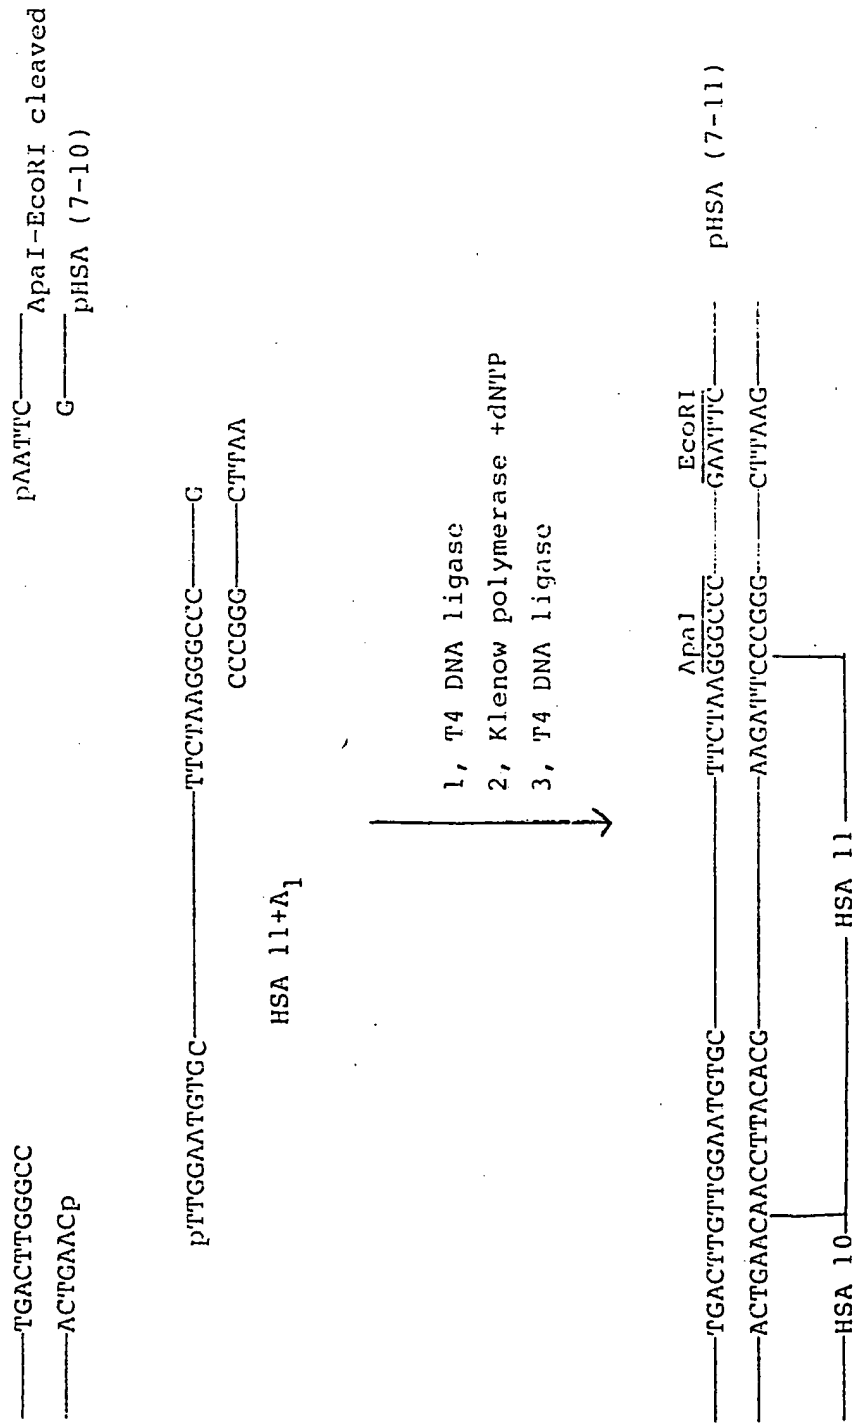 TGACTTGGGCC pAATTC
ApaI-EcoRI cleaved
ACTGAACp G
pHSA (7-10)
pTTGGAATGTGC TTCTAAGGGCCC G
CCCGGG CTTAA
HSA 11+A1
1, T4 DNA ligase
2, Klenow polymerase +dNTP
3, T4 DNA ligase
ApaI EcoRI
TGACTTGTTGGAATGTGC TTCTAAGGGCCC GAATTC
pHSA (7-11)
ACTGAACAACCTTACACG AAGATTCCCGGG CTTAAG
HSA 10 HSA 11